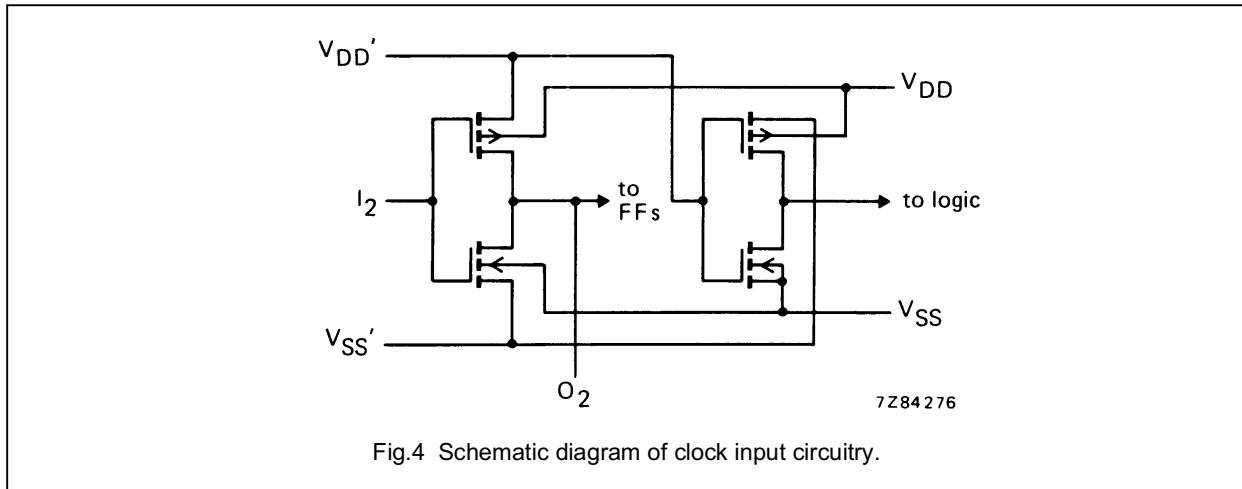 VDD'
VDD
I2
to
FFs
to logic
VSS
VSS'
O2
7Z84276
Fig.4 Schematic diagram of clock input circuitry.